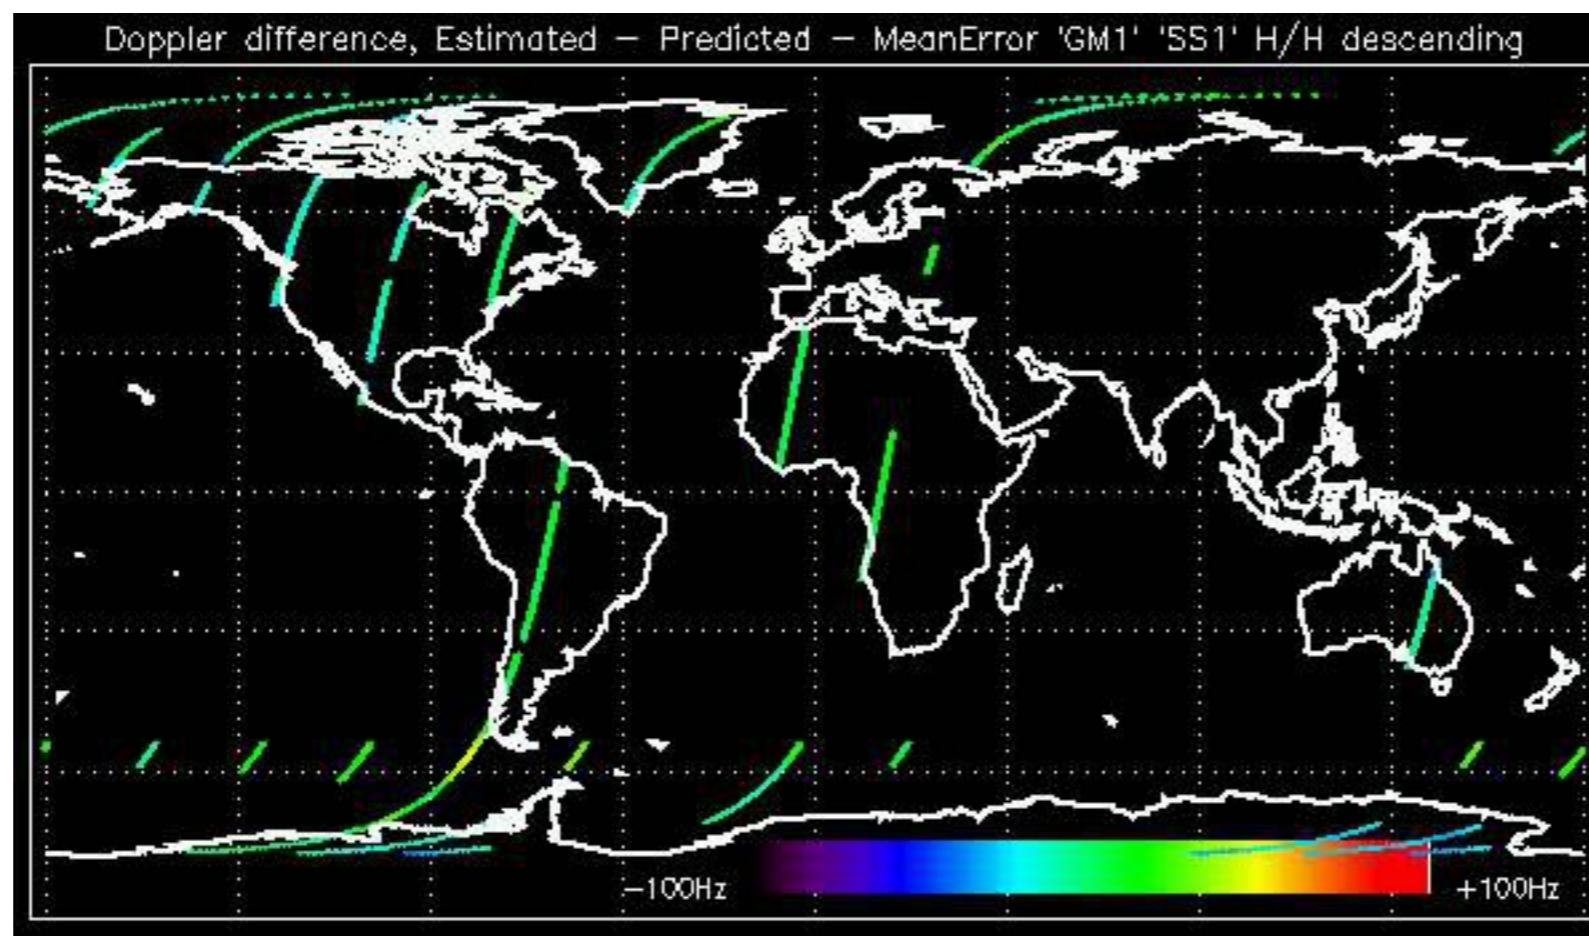 Doppler difference, Estimated – Predicted – MeanError 'GM1' 'SS1' H/H descending
–100Hz +100Hz